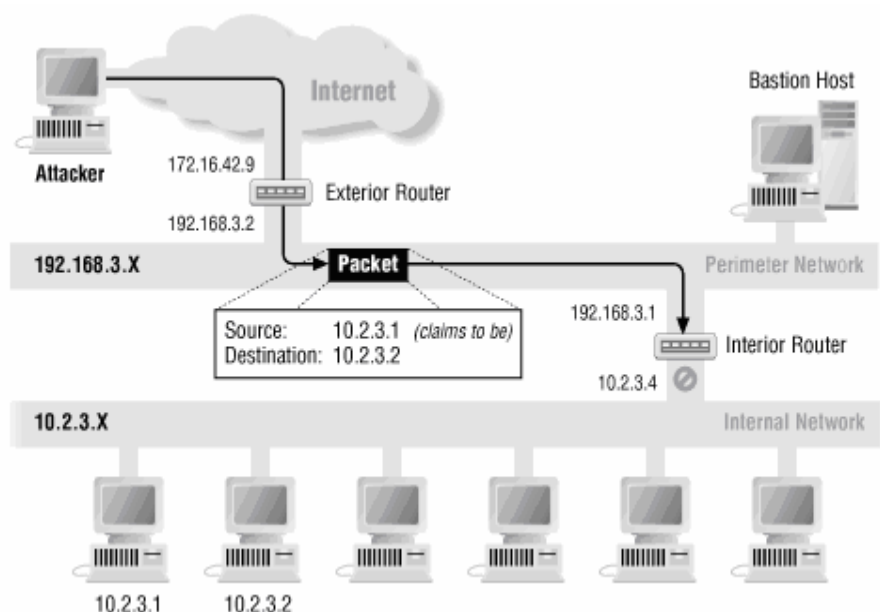 Internet
Bastion Host
Attacker
172.16.42.9
Exterior Router
192.168.3.2
192.168.3.X
Packet
Perimeter Network
Source: 10.2.3.1 (claims to be)
Destination: 10.2.3.2
192.168.3.1
Interior Router
10.2.3.4
10.2.3.X
Internal Network
10.2.3.1
10.2.3.2